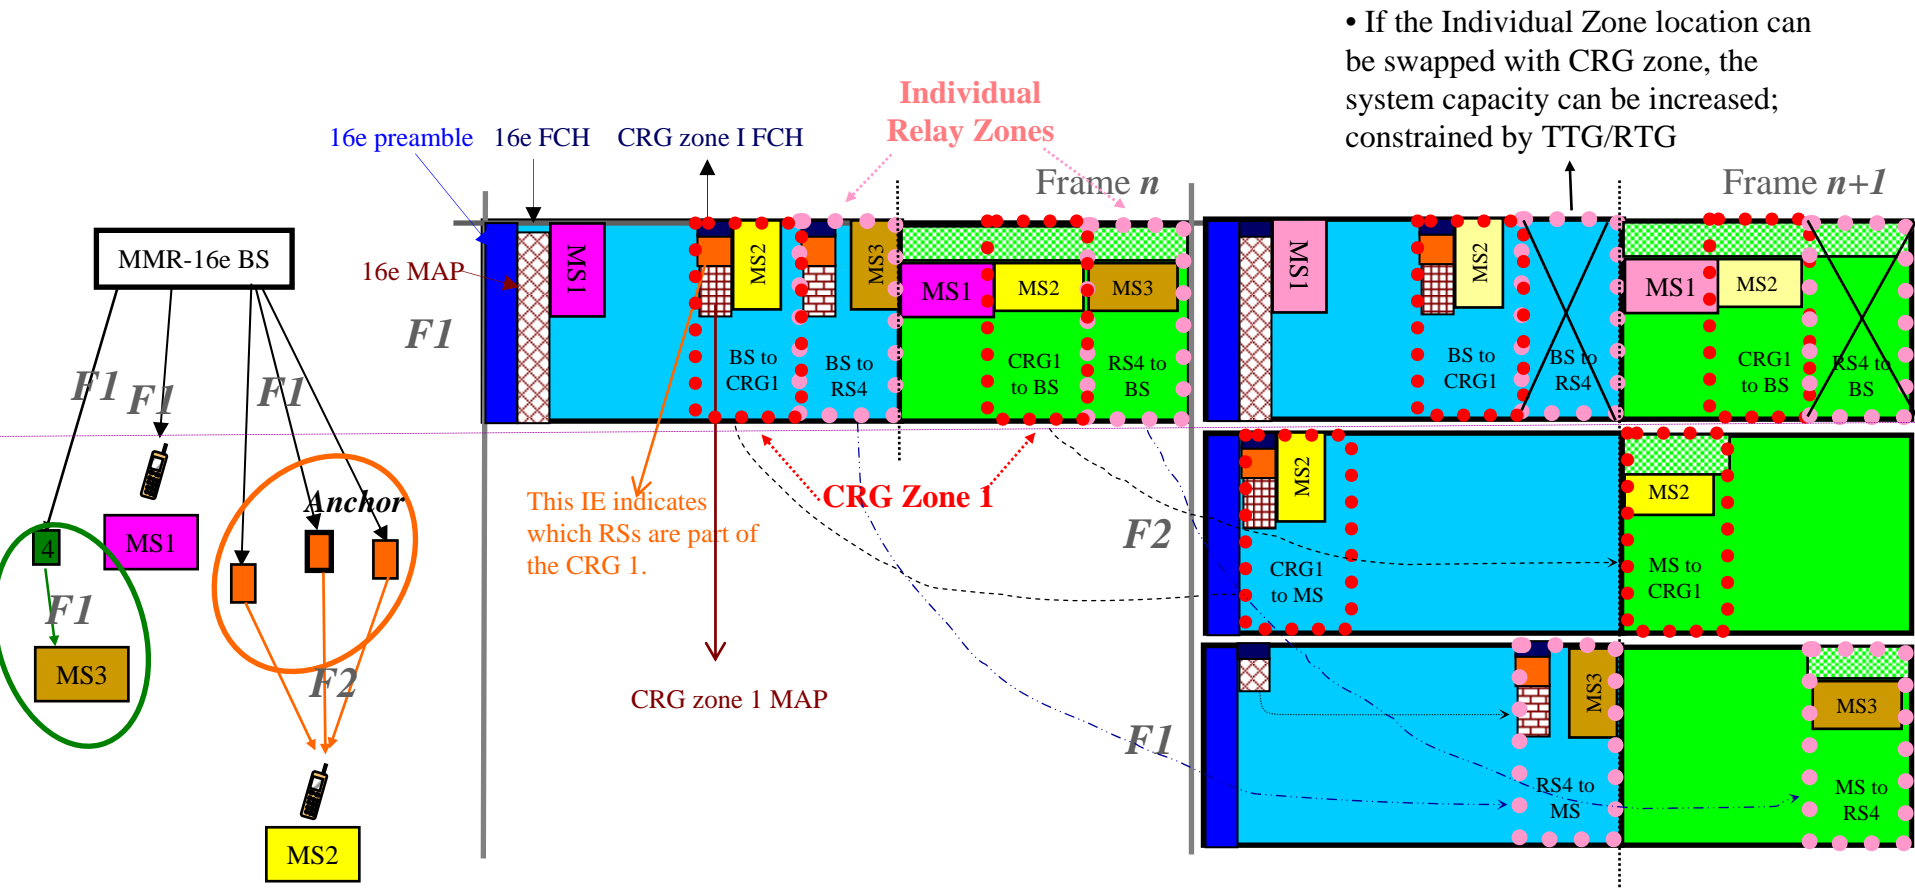 • If the Individual Zone location can
be swapped with CRG zone, the
system capacity can be increased;
constrained by TTG/RTG
Individual
Relay Zones
16e preamble
16e FCH
CRG zone I FCH
Frame n
Frame n+1
MMR-16e BS
16e MAP
F1
MS1
MS2
MS3
BS to
CRG1
BS to
RS4
MS1
MS2
MS3
CRG1
to BS
RS4 to
BS
MS1
MS2
BS to
CRG1
BS to
RS4
MS1
MS2
CRG1
to BS
RS4 to
BS
F1
F1
F1
Anchor
4
MS1
F1
MS3
F2
MS2
This IE indicates
which RSs are part of
the CRG 1.
CRG Zone 1
CRG zone 1 MAP
F2
MS2
CRG1
to MS
MS2
MS to
CRG1
F1
MS3
RS4 to
MS
MS3
MS to
RS4